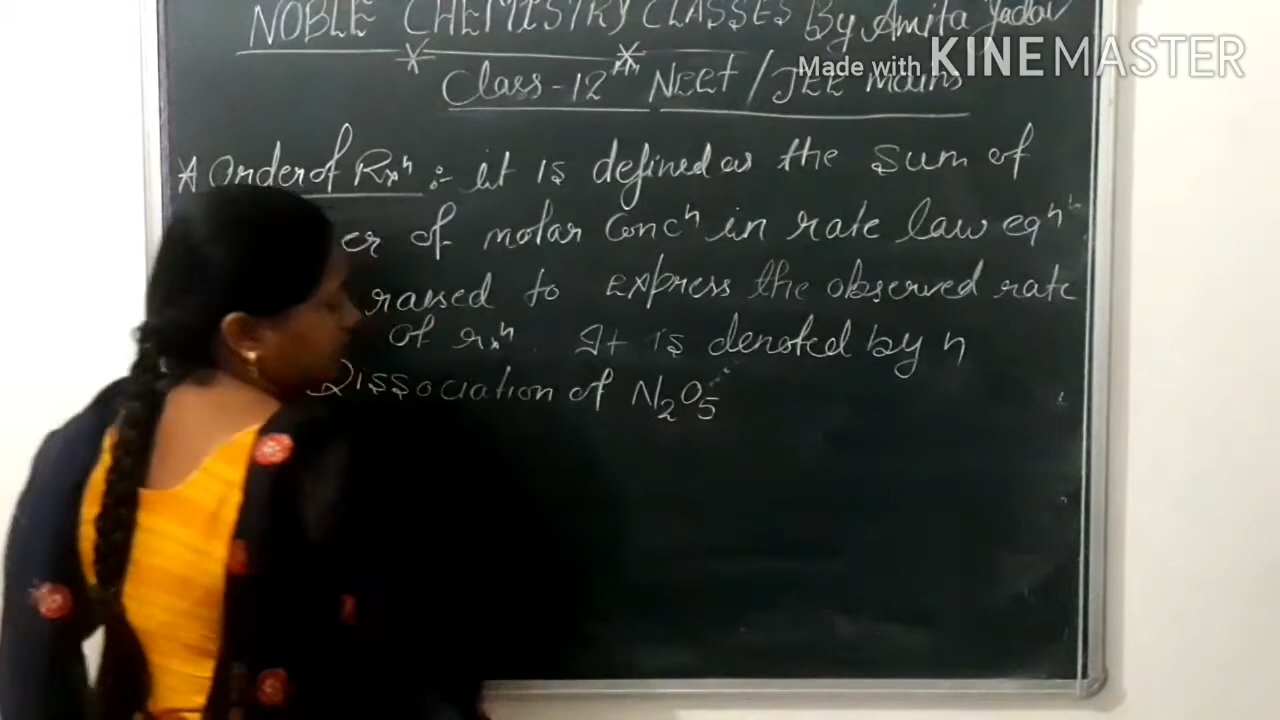 NOBLE CHEMISTRY CLASSES By Amita Yadav
Made with KINEMASTER
Class-12th NEET / JEE Mains
* Order of Rxⁿ :- it is defined as the sum of
er of molar Concⁿ in rate law eqⁿ
raised to express the observed rate
of rxⁿ. It is denoted by n
Dissociation of N₂O₅